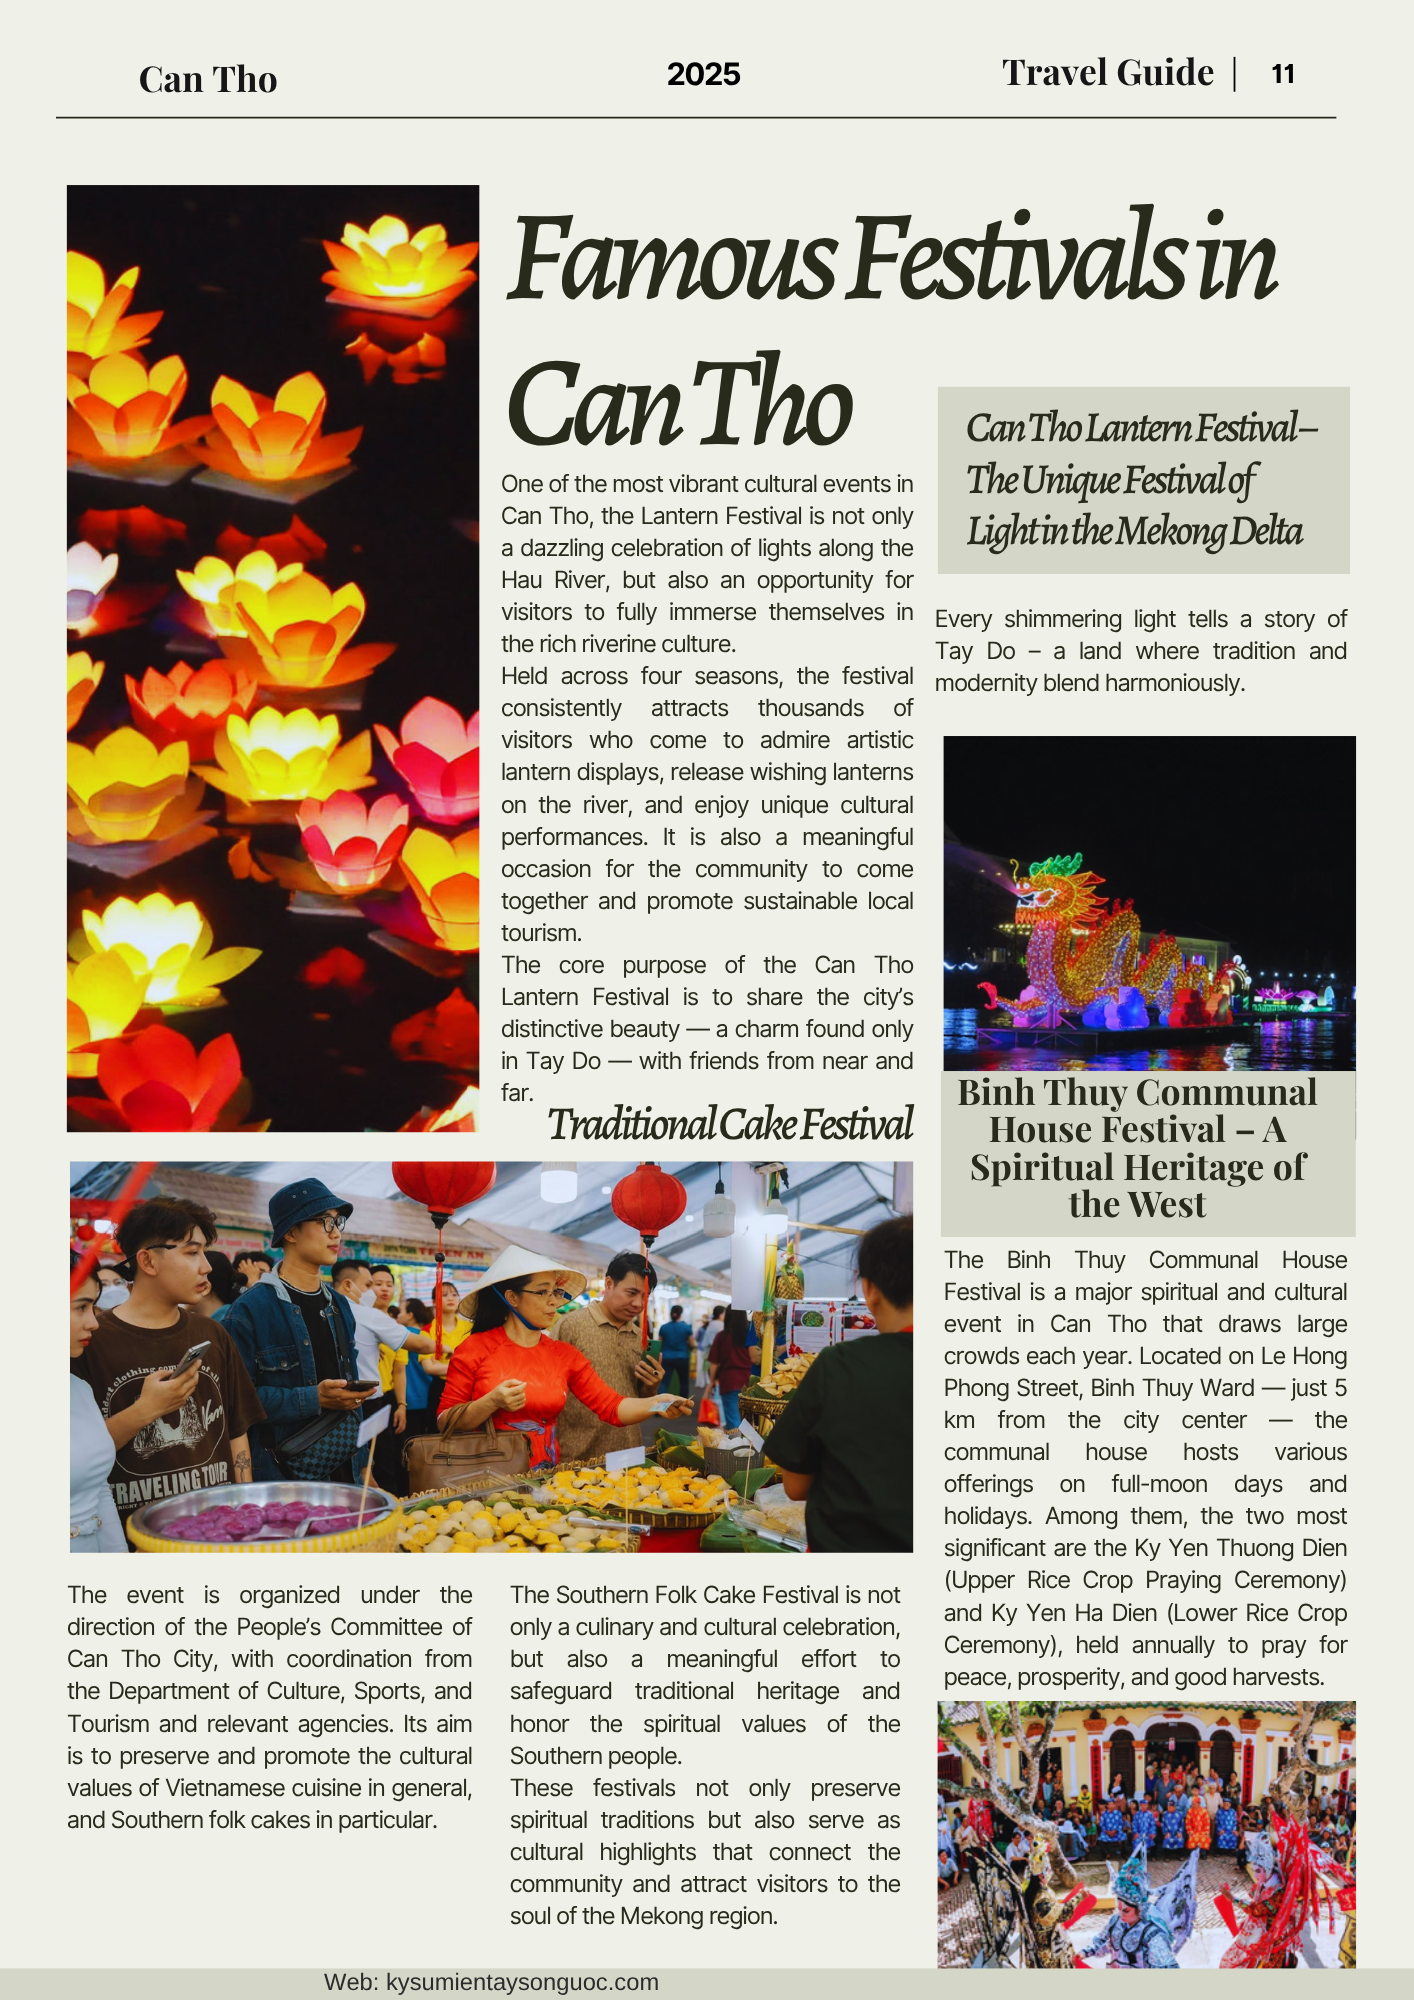 Can Tho
2025
Travel Guide | 11
Famous Festivals in
Can Tho
One of the most vibrant cultural events in
Can Tho, the Lantern Festival is not only
a dazzling celebration of lights along the
Hau River, but also an opportunity for
visitors to fully immerse themselves in
the rich riverine culture.
Held across four seasons, the festival
consistently attracts thousands of
visitors who come to admire artistic
lantern displays, release wishing lanterns
on the river, and enjoy unique cultural
performances. It is also a meaningful
occasion for the community to come
together and promote sustainable local
tourism.
The core purpose of the Can Tho
Lantern Festival is to share the city’s
distinctive beauty — a charm found only
in Tay Do — with friends from near and
far.
Can Tho Lantern Festival–
The Unique Festival of
Light in the Mekong Delta
Every shimmering light tells a story of
Tay Do – a land where tradition and
modernity blend harmoniously.
Binh Thuy Communal
House Festival – A
Spiritual Heritage of
the West
The Binh Thuy Communal House
Festival is a major spiritual and cultural
event in Can Tho that draws large
crowds each year. Located on Le Hong
Phong Street, Binh Thuy Ward — just 5
km from the city center — the
communal house hosts various
offerings on full-moon days and
holidays. Among them, the two most
significant are the Ky Yen Thuong Dien
(Upper Rice Crop Praying Ceremony)
and Ky Yen Ha Dien (Lower Rice Crop
Ceremony), held annually to pray for
peace, prosperity, and good harvests.
Traditional Cake Festival
clothing
TRAVELING TOUR
The event is organized under the
direction of the People’s Committee of
Can Tho City, with coordination from
the Department of Culture, Sports, and
Tourism and relevant agencies. Its aim
is to preserve and promote the cultural
values of Vietnamese cuisine in general,
and Southern folk cakes in particular.
The Southern Folk Cake Festival is not
only a culinary and cultural celebration,
but also a meaningful effort to
safeguard traditional heritage and
honor the spiritual values of the
Southern people.
These festivals not only preserve
spiritual traditions but also serve as
cultural highlights that connect the
community and attract visitors to the
soul of the Mekong region.
Web: kysumientaysonguoc.com